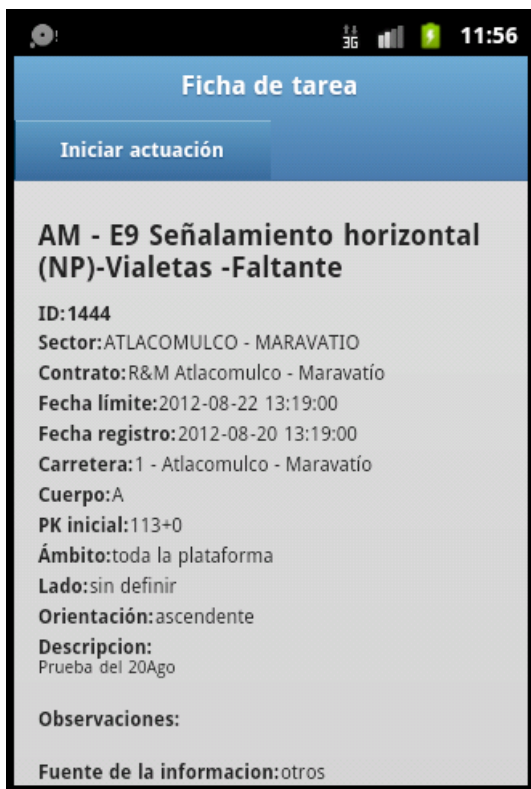 3G 11:56
Ficha de tarea
Iniciar actuación
AM - E9 Señalamiento horizontal
(NP)-Vialetas -Faltante
ID:1444
Sector:ATLACOMULCO - MARAVATIO
Contrato:R&M Atlacomulco - Maravatío
Fecha límite:2012-08-22 13:19:00
Fecha registro:2012-08-20 13:19:00
Carretera:1 - Atlacomulco - Maravatío
Cuerpo:A
PK inicial:113+0
Ámbito:toda la plataforma
Lado:sin definir
Orientación:ascendente
Descripcion:
Prueba del 20Ago
Observaciones:
Fuente de la informacion:otros